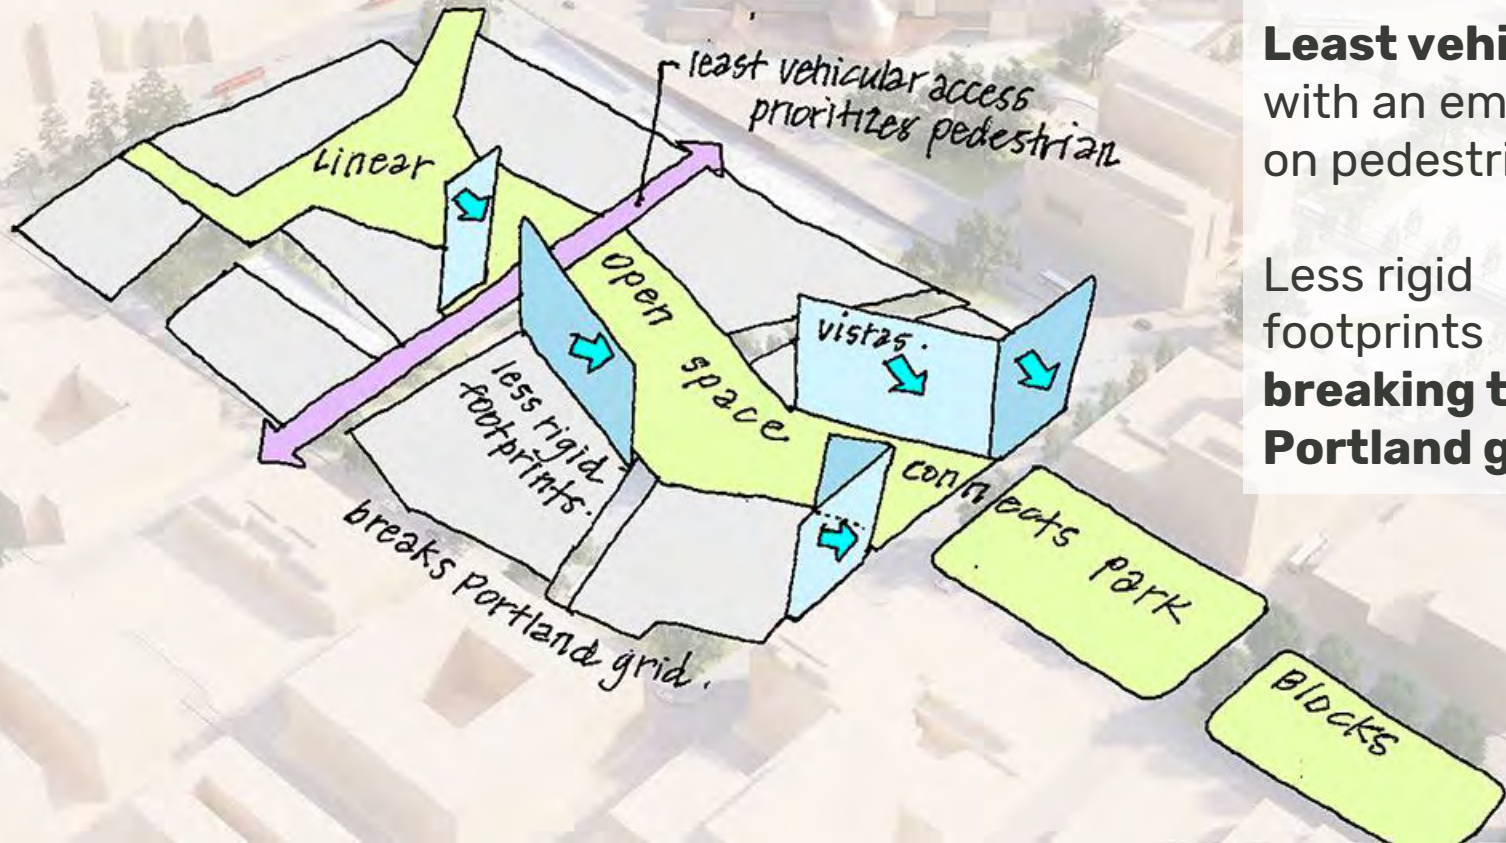 least vehicular access
prioritizes pedestrian
Linear
open
space
connects park
Blocks
vistas.
less rigid
footprints.
breaks portland grid.
Least vehi
with an em
on pedestri
Less rigid
footprints
breaking t
Portland g